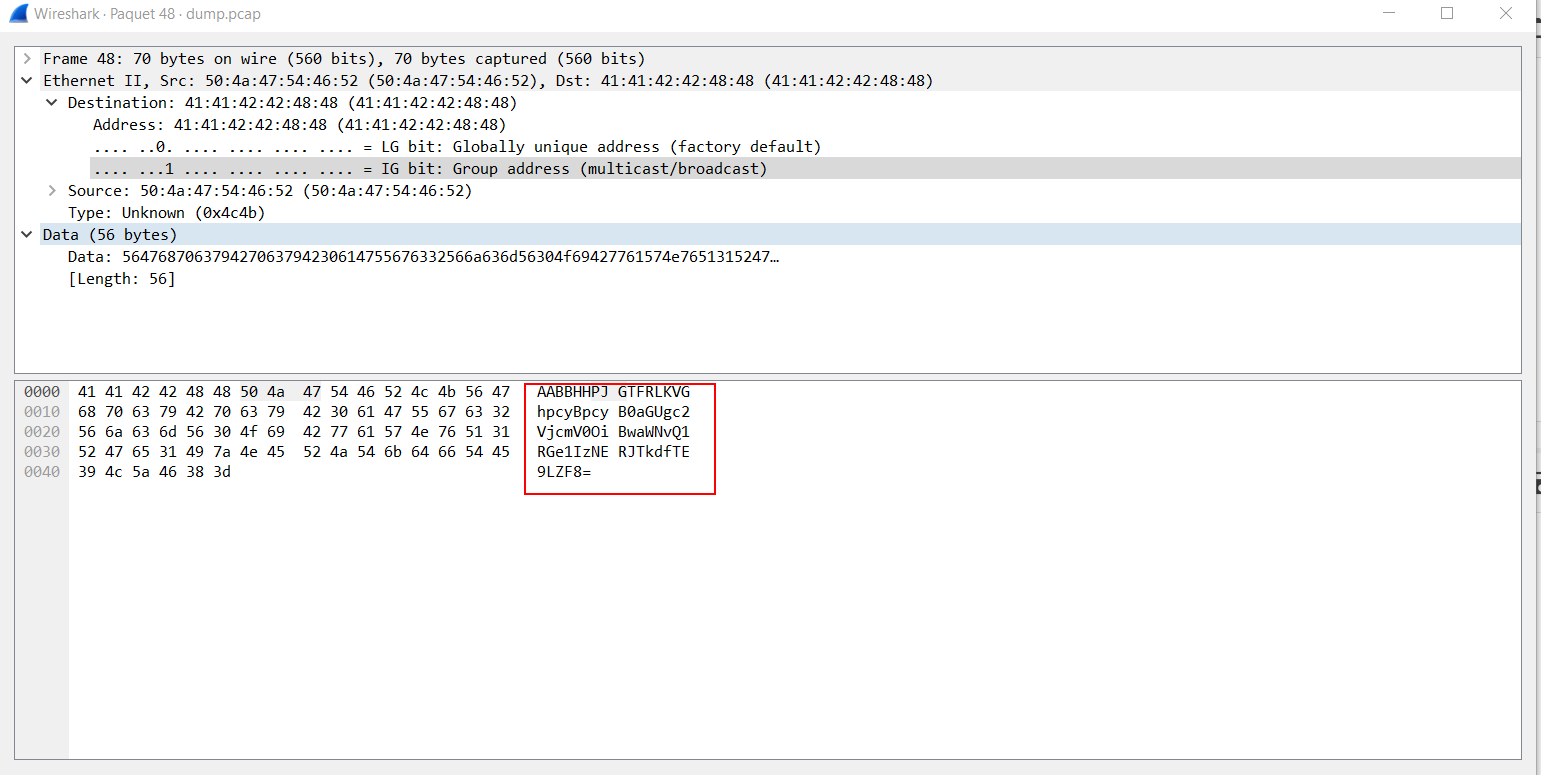 Wireshark · Paquet 48 · dump.pcap
Frame 48: 70 bytes on wire (560 bits), 70 bytes captured (560 bits)
Ethernet II, Src: 50:4a:47:54:46:52 (50:4a:47:54:46:52), Dst: 41:41:42:42:48:48 (41:41:42:42:48:48)
Destination: 41:41:42:42:48:48 (41:41:42:42:48:48)
Address: 41:41:42:42:48:48 (41:41:42:42:48:48)
.... ..0. .... .... .... .... = LG bit: Globally unique address (factory default)
.... ...1 .... .... .... .... = IG bit: Group address (multicast/broadcast)
Source: 50:4a:47:54:46:52 (50:4a:47:54:46:52)
Type: Unknown (0x4c4b)
Data (56 bytes)
Data: 564768706379427063794230614755676332566a636d56304f69427761574e7651315247…
[Length: 56]
0000 41 41 42 42 48 48 50 4a 47 54 46 52 4c 4b 56 47 AABBHHPJ GTFRLKVG
0010 68 70 63 79 42 70 63 79 42 30 61 47 55 67 63 32 hpcyBpcy B0aGUgc2
0020 56 6a 63 6d 56 30 4f 69 42 77 61 57 4e 76 51 31 VjcmV0Oi BwaWNvQ1
0030 52 47 65 31 49 7a 4e 45 52 4a 54 6b 64 66 54 45 RGe1IzNE RJTkdfTE
0040 39 4c 5a 46 38 3d 9LZF8=